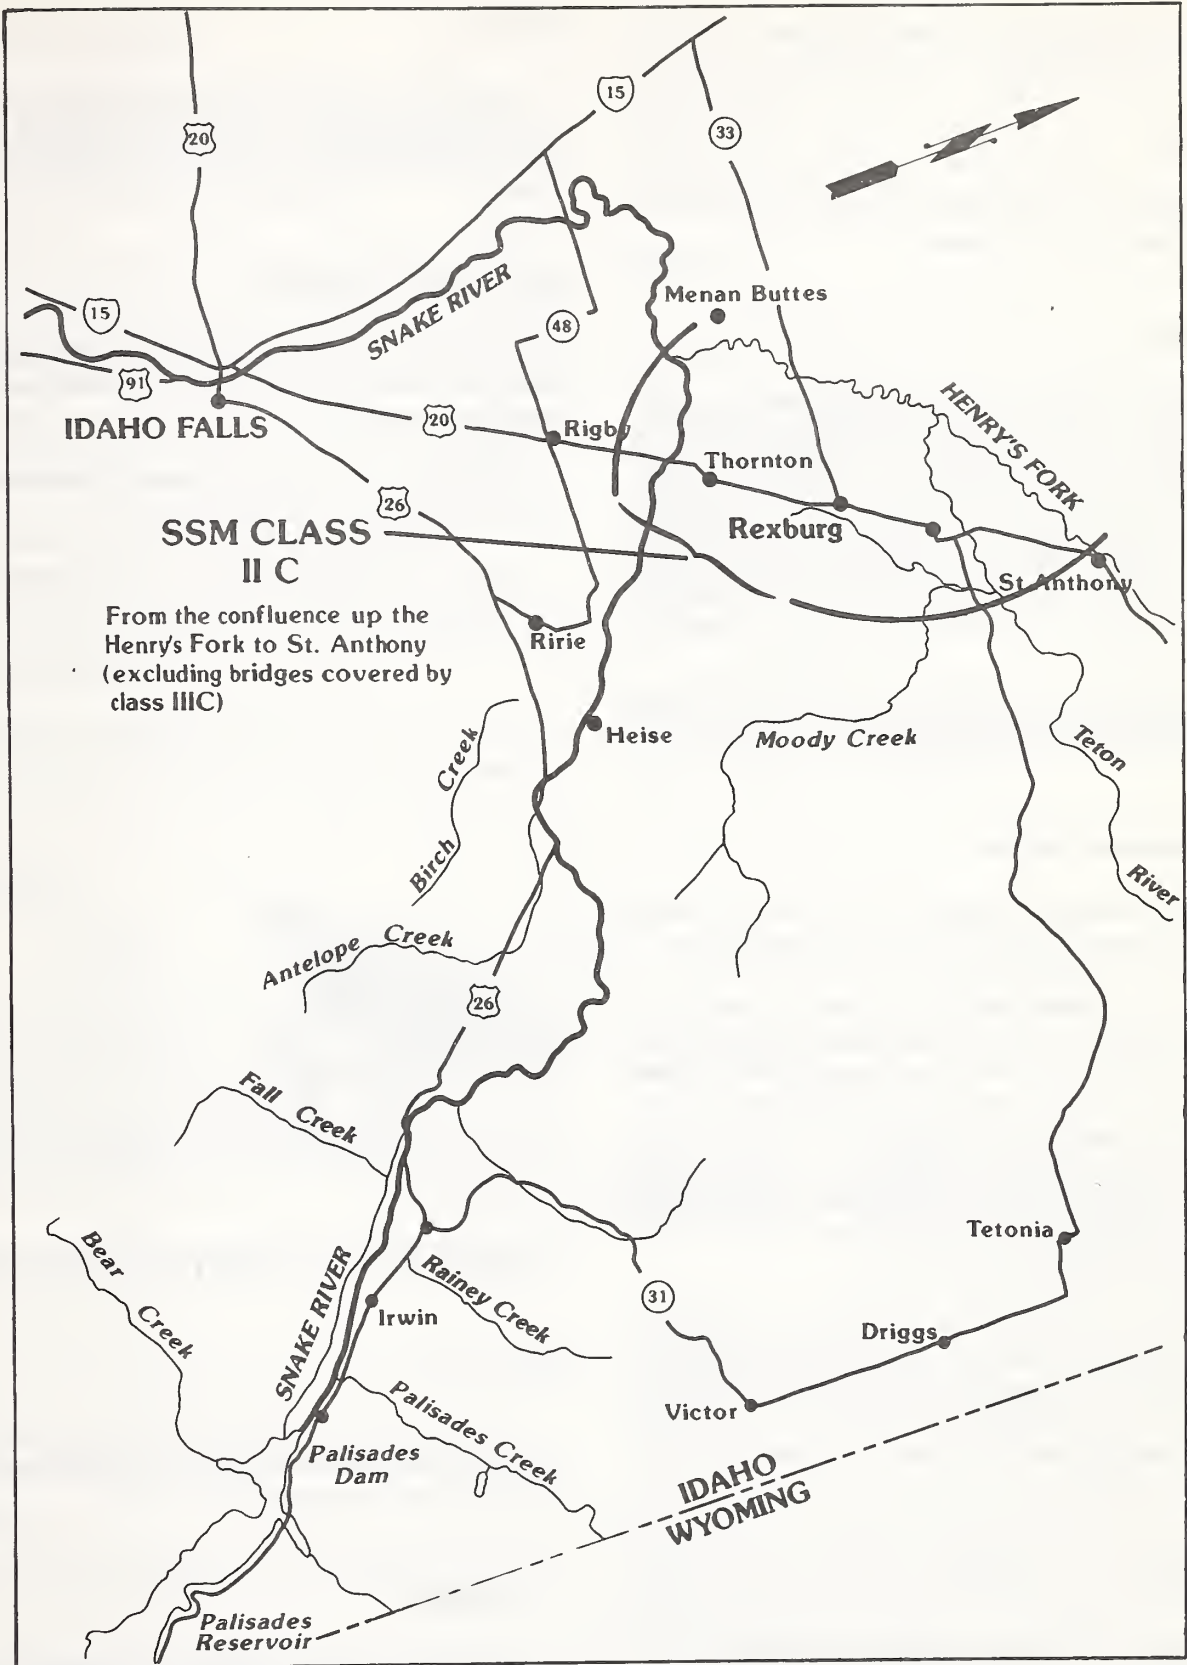 15
20
33
SNAKE RIVER
Menan Buttes
15
48
91
IDAHO FALLS
20
Rigby
HENRY'S FORK
Thornton
26
Rexburg
SSM CLASS
II C
St. Anthony
From the confluence up the
Henry's Fork to St. Anthony
(excluding bridges covered by
class IIIC)
Ririe
Heise
Moody Creek
Teton
River
Birch Creek
Antelope Creek
26
Fall Creek
Bear Creek
SNAKE RIVER
Rainey Creek
Irwin
31
Tetonia
Driggs
Victor
Palisades Creek
Palisades
Dam
IDAHO
WYOMING
Palisades
Reservoir